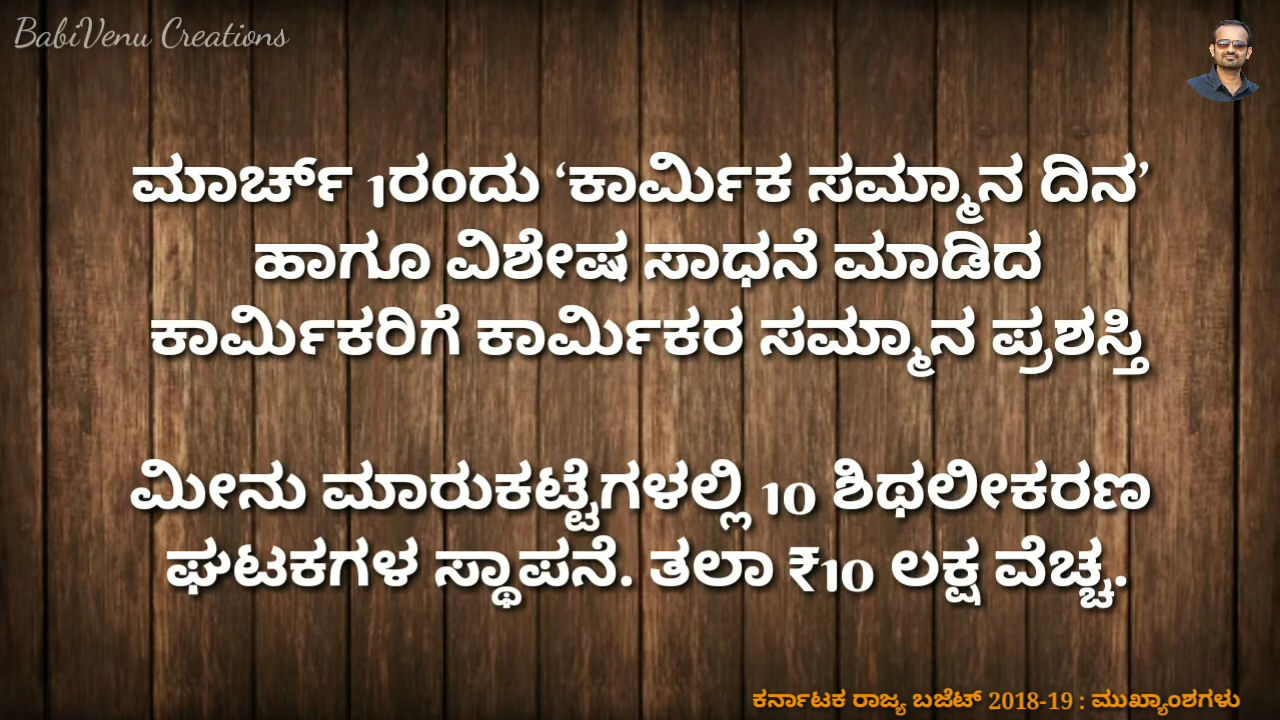 BabiVenu Creations
ಮಾರ್ಚ್ 1ರಂದು ‘ಕಾರ್ಮಿಕ ಸಮ್ಮಾನ ದಿನ’
ಹಾಗೂ ವಿಶೇಷ ಸಾಧನೆ ಮಾಡಿದ
ಕಾರ್ಮಿಕರಿಗೆ ಕಾರ್ಮಿಕರ ಸಮ್ಮಾನ ಪ್ರಶಸ್ತಿ
ಮೀನು ಮಾರುಕಟ್ಟೆಗಳಲ್ಲಿ 10 ಶಿಥಲೀಕರಣ
ಘಟಕಗಳ ಸ್ಥಾಪನೆ. ತಲಾ ₹10 ಲಕ್ಷ ವೆಚ್ಚ.
ಕರ್ನಾಟಕ ರಾಜ್ಯ ಬಜೆಟ್ 2018-19 : ಮುಖ್ಯಾಂಶಗಳು